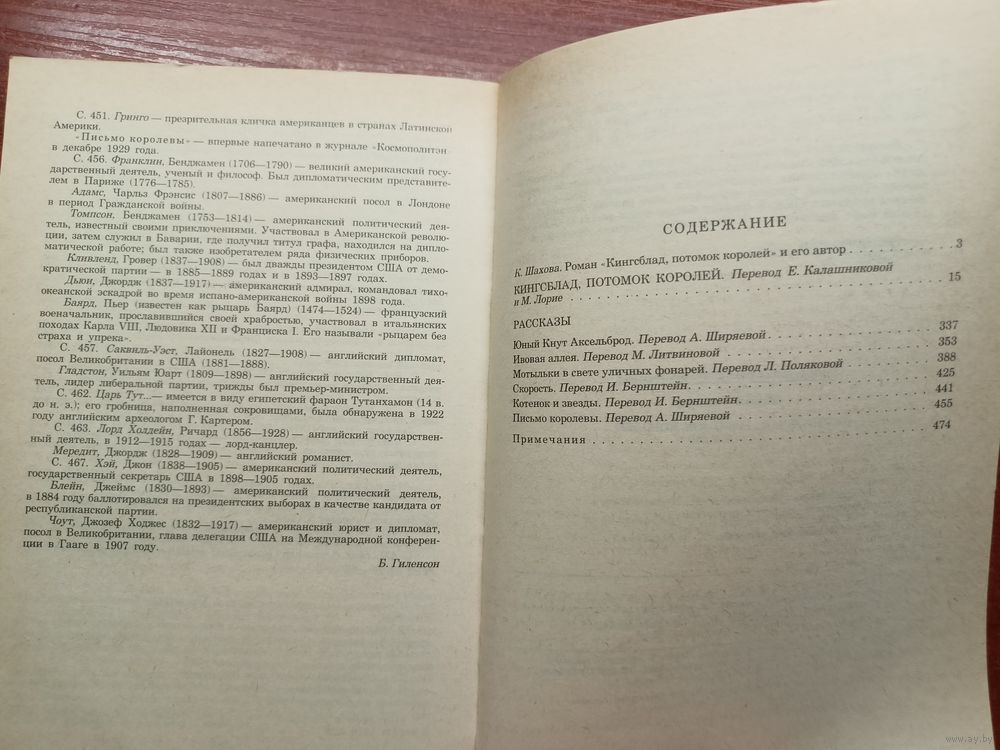 С. 451. Гринго — презрительная кличка американцев в странах Латинской
Америки.
«Письмо королевы» — впервые напечатано в журнале «Космополитэн»
в декабре 1929 года.
С. 456. Франклин, Бенджамен (1706—1790) — великий американский госу-
дарственный деятель, ученый и философ. Был дипломатическим представите-
лем в Париже (1776—1785).
Адамс, Чарльз Фрэнсис (1807—1886) — американский посол в Лондоне
в период Гражданской войны.
Томпсон, Бенджамен (1753—1814) — американский политический дея-
тель, известный своими приключениями. Участвовал в Американской револю-
ции, затем служил в Баварии, где получил титул графа, находился на дипло-
матической работе; был также изобретателем ряда физических приборов.
Кливленд, Гровер (1837—1908) — был дважды президентом США от демо-
кратической партии — в 1885—1889 годах и в 1893—1897 годах.
Дьюи, Джордж (1837—1917) — американский адмирал, командовал тихо-
океанской эскадрой во время испано-американской войны 1898 года.
Баярд, Пьер (известен как рыцарь Баярд) (1474—1524) — французский
военачальник, прославившийся своей храбростью, участвовал в итальянских
походах Карла VIII, Людовика XII и Франциска I. Его называли «рыцарем без
страха и упрека».
С. 457. Саквиль-Уэст, Лайонель (1827—1908) — английский дипломат,
посол Великобритании в США (1881—1888).
Гладстон, Уильям Юарт (1809—1898) — английский государственный дея-
тель, лидер либеральной партии, трижды был премьер-министром.
С. 462. Царь Тут...— имеется в виду египетский фараон Тутанхамон (14 в.
до н. э.); его гробница, наполненная сокровищами, была обнаружена в 1922
году английским археологом Г. Картером.
С. 463. Лорд Холдейн, Ричард (1856—1928) — английский государствен-
ный деятель, в 1912—1915 годах — лорд-канцлер.
Мередит, Джордж (1828—1909) — английский романист.
С. 467. Хэй, Джон (1838—1905) — американский политический деятель,
государственный секретарь США в 1898—1905 годах.
Блейн, Джеймс (1830—1893) — американский политический деятель,
в 1884 году баллотировался на президентских выборах в качестве кандидата от
республиканской партии.
Чоут, Джозеф Ходжес (1832—1917) — американский юрист и дипломат,
посол в Великобритании, глава делегации США на Международной конферен-
ции в Гааге в 1907 году.
Б. Гиленсон
СОДЕРЖАНИЕ
К. Шахова. Роман «Кингсблад, потомок королей» и его автор . . . . . . . . 3
КИНГСБЛАД, ПОТОМОК КОРОЛЕЙ. Перевод Е. Калашниковой
и М. Лорие . . . . . . . . . . 15
РАССКАЗЫ
Юный Кнут Аксельброд. Перевод А. Ширяевой . . . . . . . . 337
Ивовая аллея. Перевод М. Литвиновой . . . . . . . . 353
Мотыльки в свете уличных фонарей. Перевод Л. Поляковой . . . . . . . . 388
Скорость. Перевод И. Бернштейн. . . . . . . . . 425
Котенок и звезды. Перевод И. Бернштейн. . . . . . . . . 441
Письмо королевы. Перевод А. Ширяевой . . . . . . . . 455
Примечания . . . . . . . . . . 474
www.ay.by